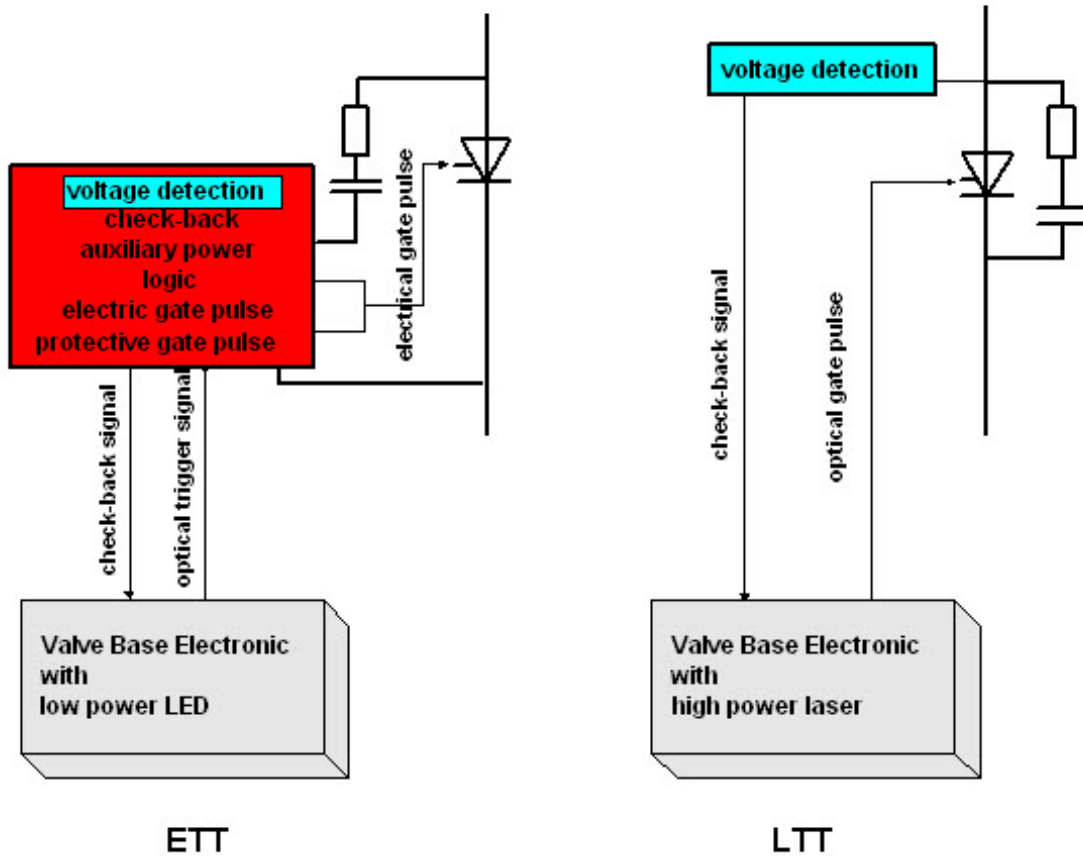 voltage detection
check-back
auxiliary power
logic
electric gate pulse
protective gate pulse
electrical gate pulse
check-back signal
optical trigger signal
Valve Base Electronic
with
low power LED
ETT
voltage detection
check-back signal
optical gate pulse
Valve Base Electronic
with
high power laser
LTT